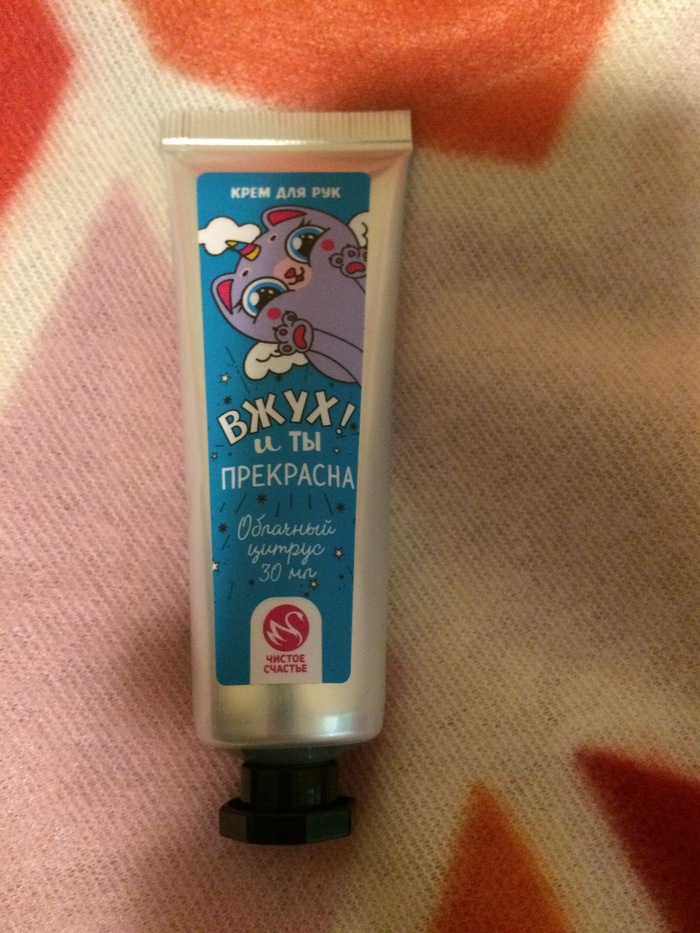 КРЕМ ДЛЯ РУК
ВЖУХ!
и ТЫ
ПРЕКРАСНА
Облачный
цитрус
30 мл
ЧИСТОЕ
СЧАСТЬЕ